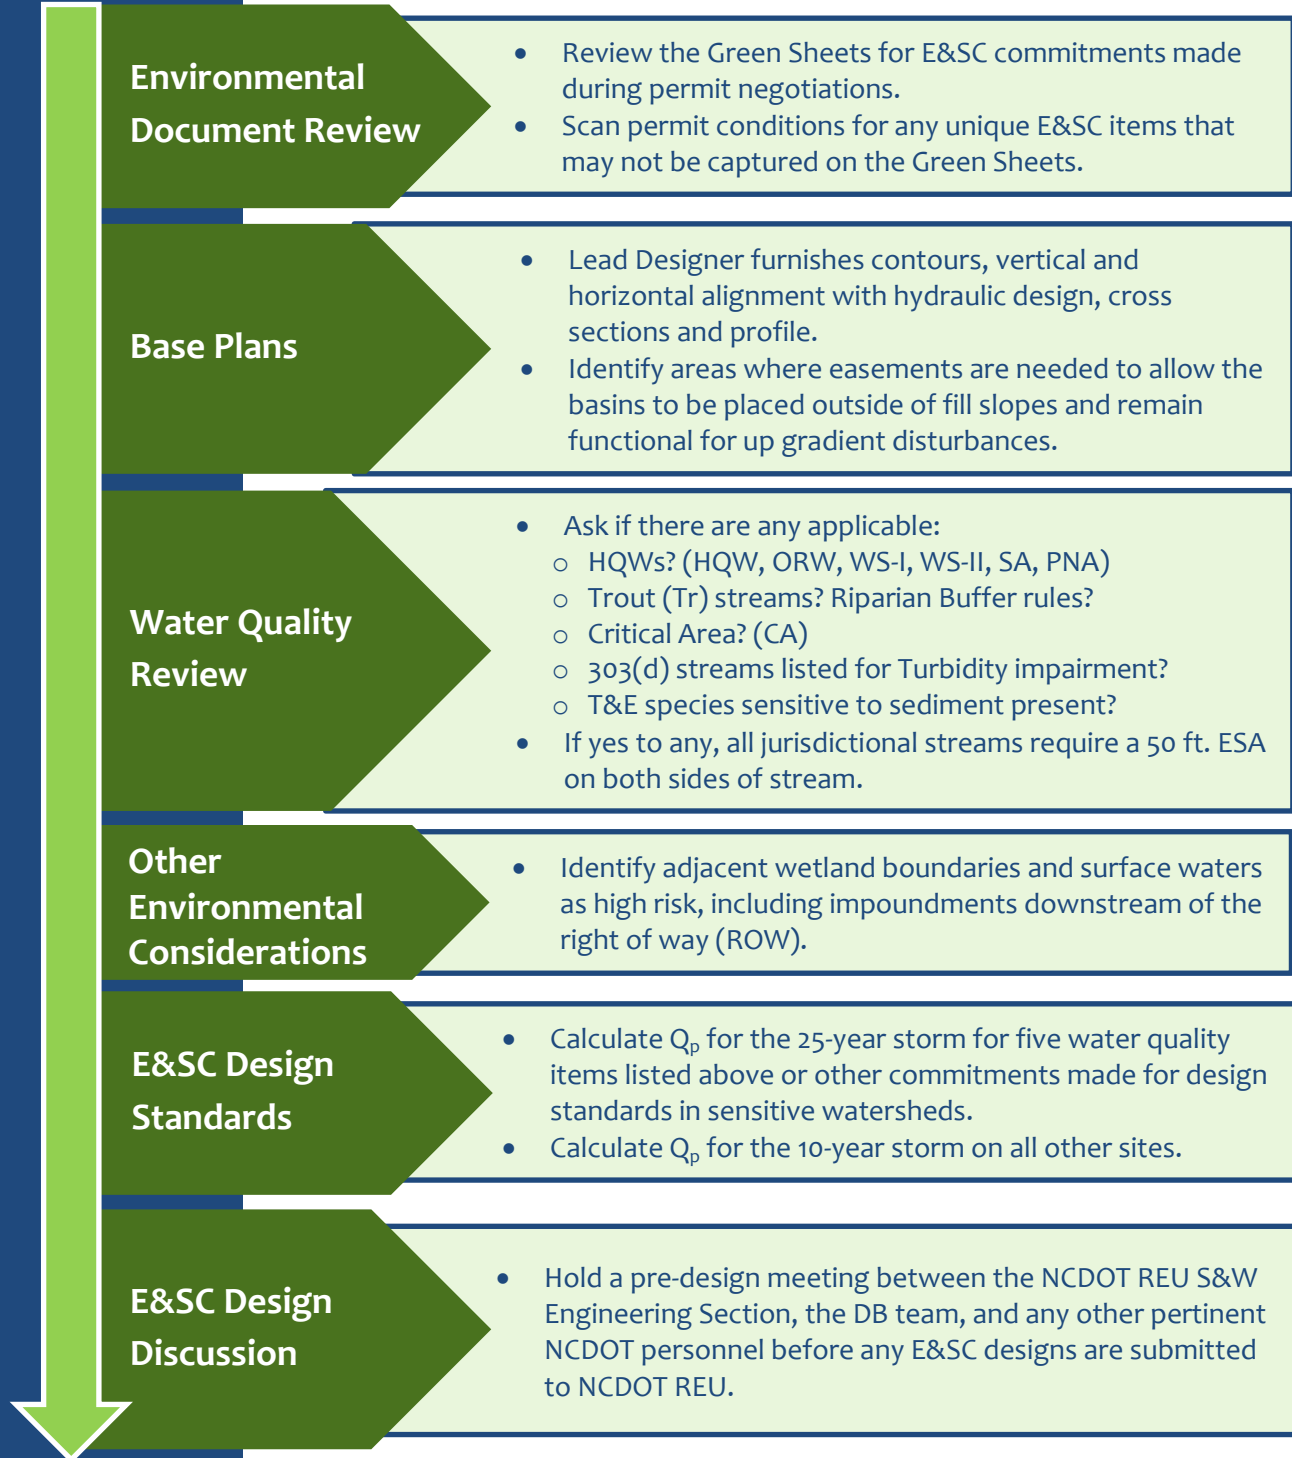 Environmental
Document Review
• Review the Green Sheets for E&SC commitments made
during permit negotiations.
• Scan permit conditions for any unique E&SC items that
may not be captured on the Green Sheets.
Base Plans
• Lead Designer furnishes contours, vertical and
horizontal alignment with hydraulic design, cross
sections and profile.
• Identify areas where easements are needed to allow the
basins to be placed outside of fill slopes and remain
functional for up gradient disturbances.
Water Quality
Review
• Ask if there are any applicable:
o HQWs? (HQW, ORW, WS-I, WS-II, SA, PNA)
o Trout (Tr) streams? Riparian Buffer rules?
o Critical Area? (CA)
o 303(d) streams listed for Turbidity impairment?
o T&E species sensitive to sediment present?
• If yes to any, all jurisdictional streams require a 50 ft. ESA
on both sides of stream.
Other
Environmental
Considerations
• Identify adjacent wetland boundaries and surface waters
as high risk, including impoundments downstream of the
right of way (ROW).
E&SC Design
Standards
• Calculate Qp for the 25-year storm for five water quality
items listed above or other commitments made for design
standards in sensitive watersheds.
• Calculate Qp for the 10-year storm on all other sites.
E&SC Design
Discussion
• Hold a pre-design meeting between the NCDOT REU S&W
Engineering Section, the DB team, and any other pertinent
NCDOT personnel before any E&SC designs are submitted
to NCDOT REU.